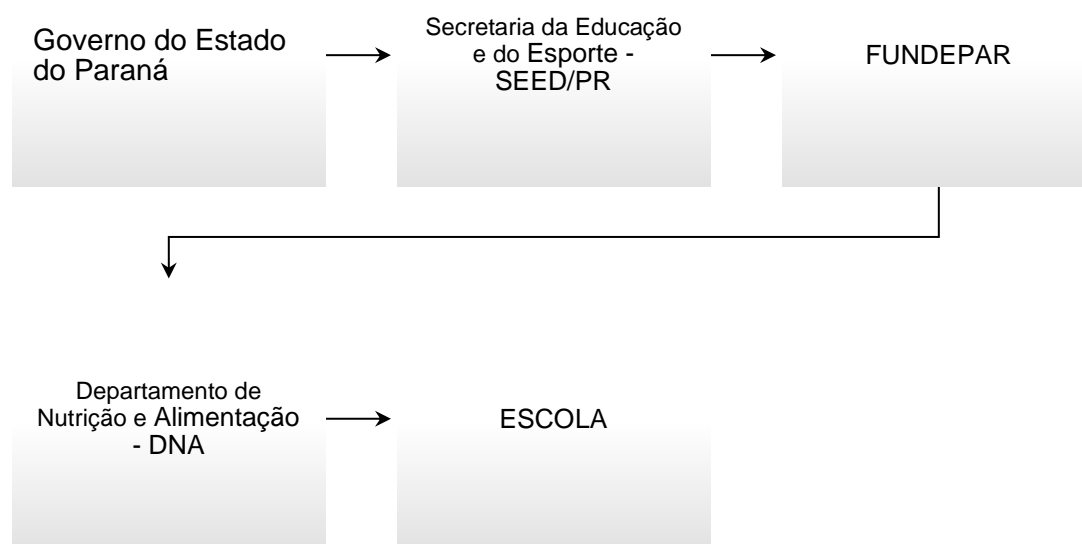 Governo do Estado
do Paraná
Secretaria da Educação
e do Esporte -
SEED/PR
FUNDEPAR
Departamento de
Nutrição e Alimentação
- DNA
ESCOLA